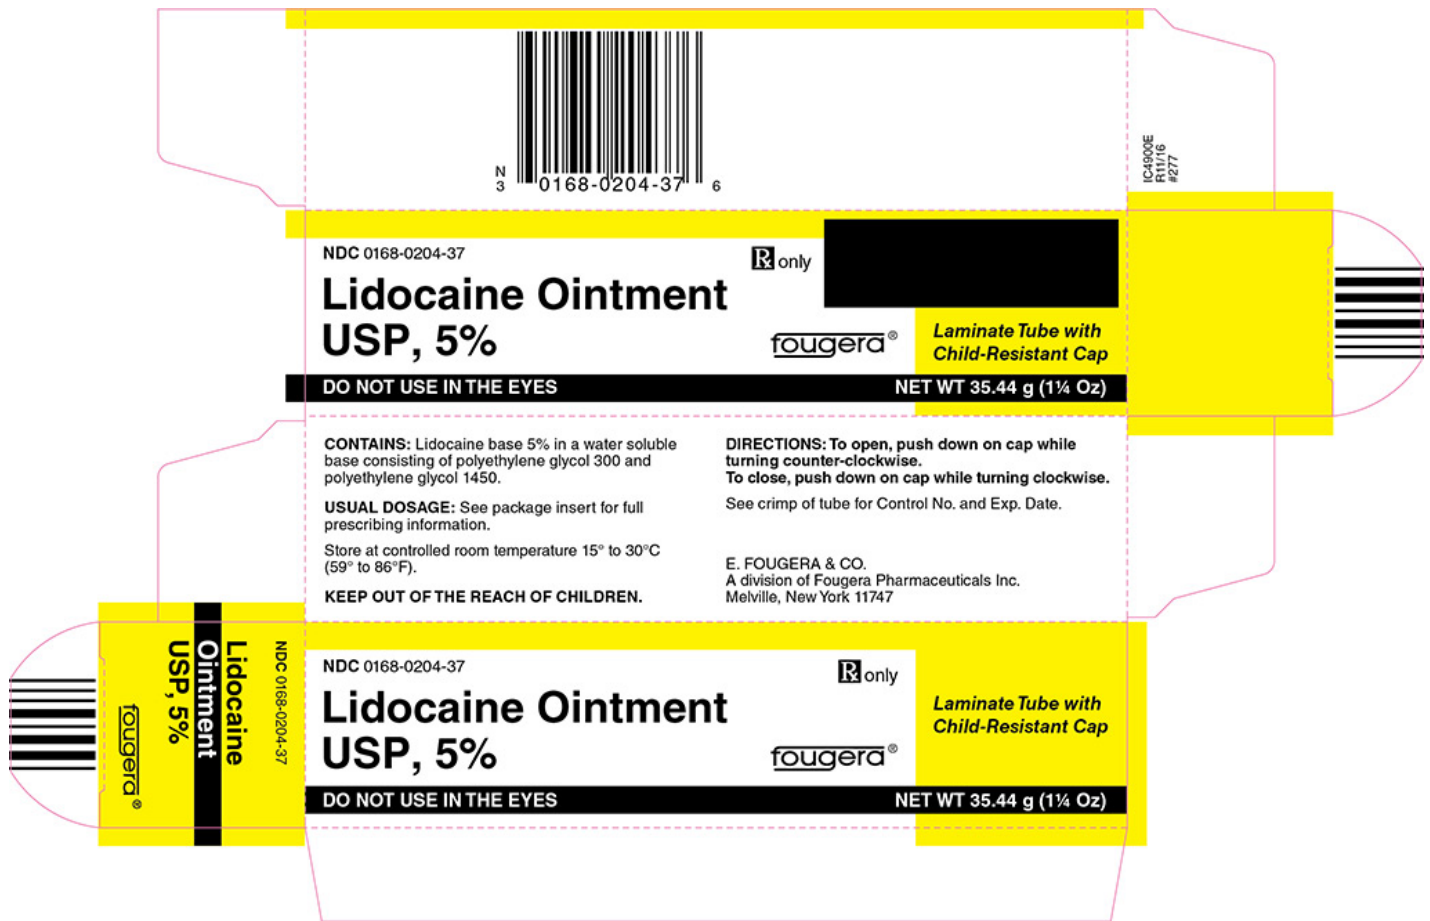 N
3 0168-0204-37 6
IC4900E
R11/16
#277
NDC 0168-0204-37
Rx only
Lidocaine Ointment
USP, 5%
fougera®
Laminate Tube with
Child-Resistant Cap
DO NOT USE IN THE EYES
NET WT 35.44 g (1¼ Oz)
CONTAINS: Lidocaine base 5% in a water soluble
base consisting of polyethylene glycol 300 and
polyethylene glycol 1450.
USUAL DOSAGE: See package insert for full
prescribing information.
Store at controlled room temperature 15° to 30°C
(59° to 86°F).
KEEP OUT OF THE REACH OF CHILDREN.
DIRECTIONS: To open, push down on cap while
turning counter-clockwise.
To close, push down on cap while turning clockwise.
See crimp of tube for Control No. and Exp. Date.
E. FOUGERA & CO.
A division of Fougera Pharmaceuticals Inc.
Melville, New York 11747
NDC 0168-0204-37
Lidocaine
Ointment
USP, 5%
fougera®
NDC 0168-0204-37
Rx only
Lidocaine Ointment
USP, 5%
fougera®
Laminate Tube with
Child-Resistant Cap
DO NOT USE IN THE EYES
NET WT 35.44 g (1¼ Oz)